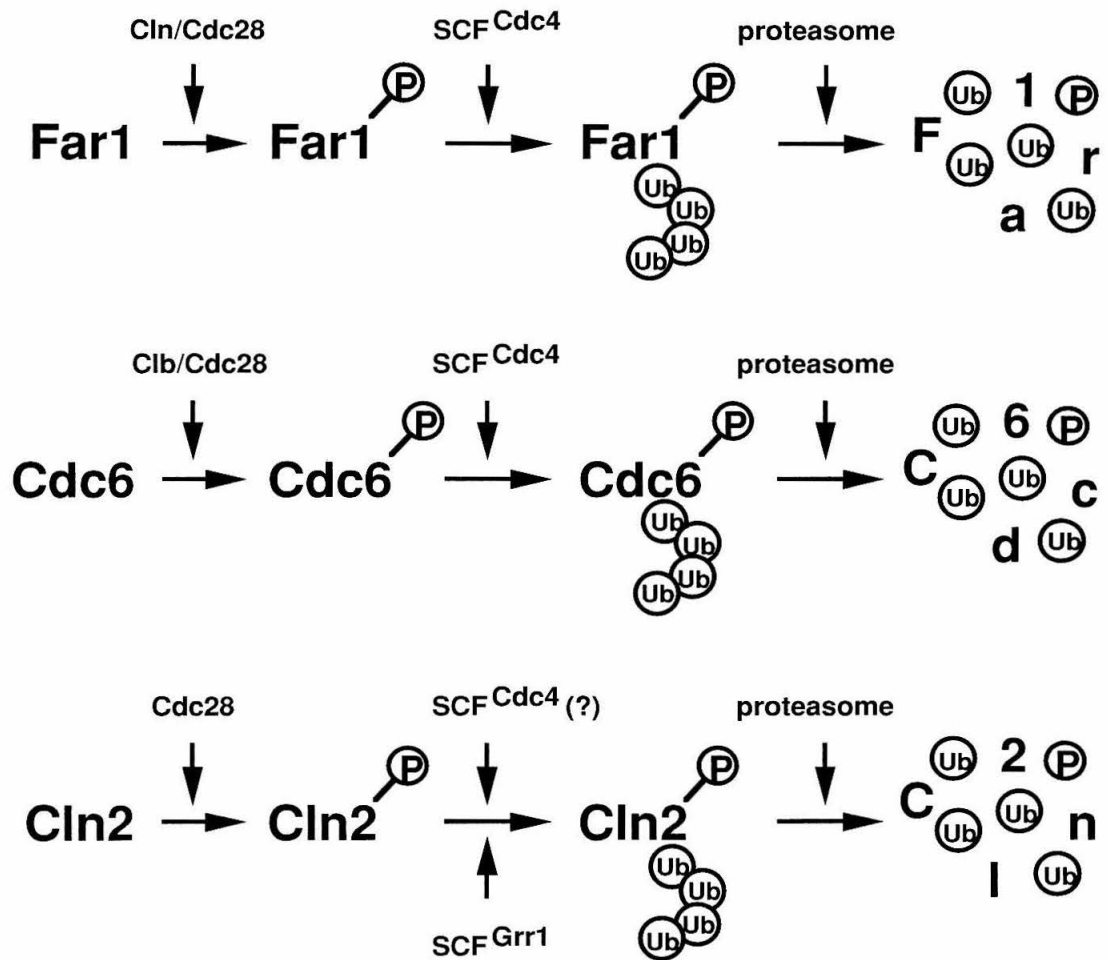 Cln/Cdc28 SCF Cdc4 proteasome
P P Ub 1 P
Far1 Far1 Far1 F Ub r
Ub Ub
Ub a Ub
Ub
Ub
Clb/Cdc28 SCF Cdc4 proteasome
P P Ub 6 P
Cdc6 Cdc6 Cdc6 C Ub c
Ub Ub
Ub d Ub
Ub
Ub
Cdc28 SCF Cdc4 (?) proteasome
P P Ub 2 P
Cln2 Cln2 Cln2 C Ub n
Ub Ub
Ub l Ub
Ub
Ub
SCF Grr1